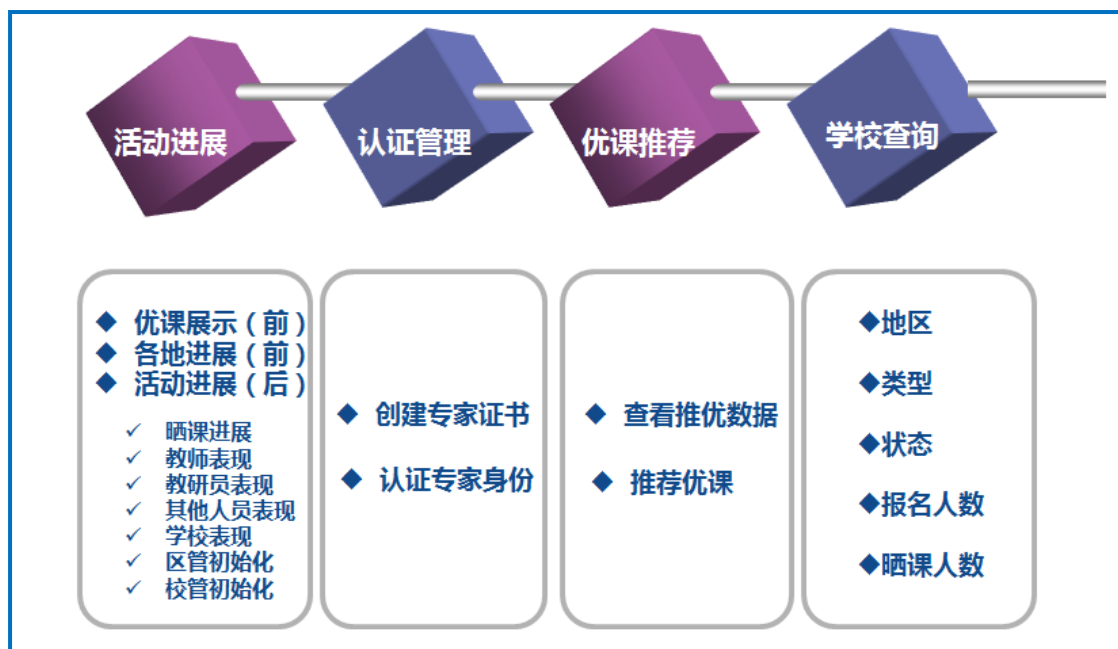 活动进展
认证管理
优课推荐
学校查询
◆ 优课展示（前）
◆ 各地进展（前）
◆ 活动进展（后）
✓ 晒课进展
✓ 教师表现
✓ 教研员表现
✓ 其他人员表现
✓ 学校表现
✓ 区管初始化
✓ 校管初始化
◆ 创建专家证书
◆ 认证专家身份
◆ 查看推优数据
◆ 推荐优课
◆地区
◆类型
◆状态
◆报名人数
◆晒课人数